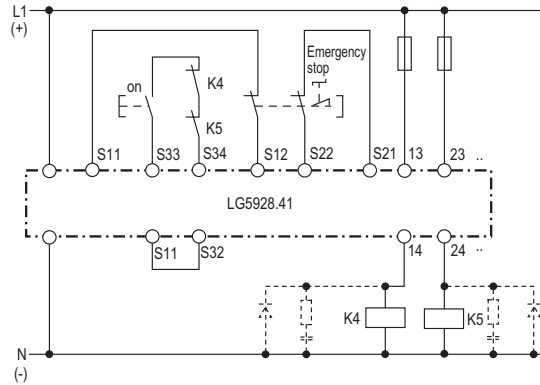 L1
(+)
Emergency
stop
on
K4
K5
S11 S33 S34 S12 S22 S21 13 23 ..
LG5928.41
S11 S32 14 24 ..
K4 K5
N
(-)